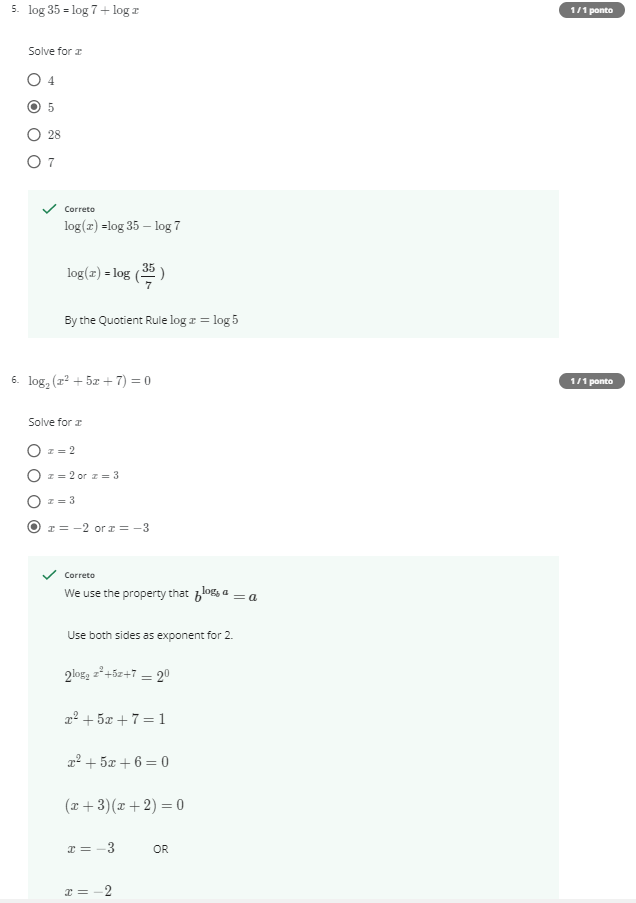 5. log 35 = log 7 + log x
1 / 1 ponto
Solve for x
4
5
28
7
Correto
log(x) =log 35 − log 7
log(x) = log (35/7)
By the Quotient Rule log x = log 5
6. log₂ (x² + 5x + 7) = 0
1 / 1 ponto
Solve for x
x = 2
x = 2 or x = 3
x = 3
x = −2 or x = −3
Correto
We use the property that b^(log_b a) = a
Use both sides as exponent for 2.
2^(log₂ x²+5x+7) = 2⁰
x² + 5x + 7 = 1
x² + 5x + 6 = 0
(x + 3)(x + 2) = 0
x = −3 OR
x = −2